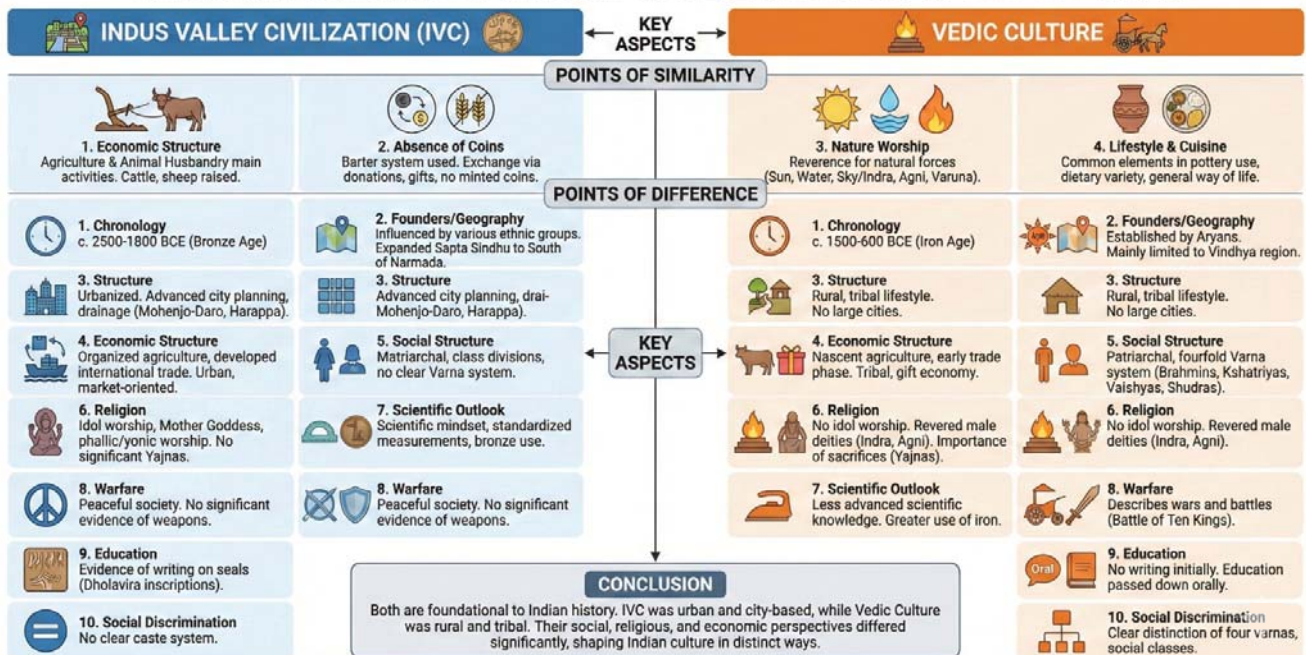 INDUS VALLEY CIVILIZATION (IVC)
KEY
ASPECTS
VEDIC CULTURE
POINTS OF SIMILARITY
1. Economic Structure
Agriculture & Animal Husbandry main
activities. Cattle, sheep raised.
2. Absence of Coins
Barter system used. Exchange via
donations, gifts, no minted coins.
3. Nature Worship
Reverence for natural forces
(Sun, Water, Sky/Indra, Agni, Varuna).
4. Lifestyle & Cuisine
Common elements in pottery use,
dietary variety, general way of life.
POINTS OF DIFFERENCE
1. Chronology
c. 2500-1800 BCE (Bronze Age)
2. Founders/Geography
Influenced by various ethnic groups.
Expanded Sapta Sindhu to South
of Narmada.
3. Structure
Urbanized. Advanced city planning,
drainage (Mohenjo-Daro, Harappa).
3. Structure
Advanced city planning, drai-
Mohenjo-Daro, Harappa).
4. Economic Structure
Organized agriculture, developed
international trade. Urban,
market-oriented.
5. Social Structure
Matriarchal, class divisions,
no clear Varna system.
6. Religion
Idol worship, Mother Goddess,
phallic/yonic worship. No
significant Yajnas.
7. Scientific Outlook
Scientific mindset, standardized
measurements, bronze use.
8. Warfare
Peaceful society. No significant
evidence of weapons.
8. Warfare
Peaceful society. No significant
evidence of weapons.
9. Education
Evidence of writing on seals
(Dholavira inscriptions).
10. Social Discrimination
No clear caste system.
KEY
ASPECTS
1. Chronology
c. 1500-600 BCE (Iron Age)
2. Founders/Geography
Established by Aryans.
Mainly limited to Vindhya region.
3. Structure
Rural, tribal lifestyle.
No large cities.
3. Structure
Rural, tribal lifestyle.
No large cities.
4. Economic Structure
Nascent agriculture, early trade
phase. Tribal, gift economy.
5. Social Structure
Patriarchal, fourfold Varna
system (Brahmins, Kshatriyas,
Vaishyas, Shudras).
6. Religion
No idol worship. Revered male
deities (Indra, Agni). Importance
of sacrifices (Yajnas).
6. Religion
No idol worship. Revered male
deities (Indra, Agni).
7. Scientific Outlook
Less advanced scientific
knowledge. Greater use of iron.
8. Warfare
Describes wars and battles
(Battle of Ten Kings).
Oral
9. Education
No writing initially. Education
passed down orally.
10. Social Discrimination
Clear distinction of four varnas,
social classes.
CONCLUSION
Both are foundational to Indian history. IVC was urban and city-based, while Vedic Culture
was rural and tribal. Their social, religious, and economic perspectives differed
significantly, shaping Indian culture in distinct ways.